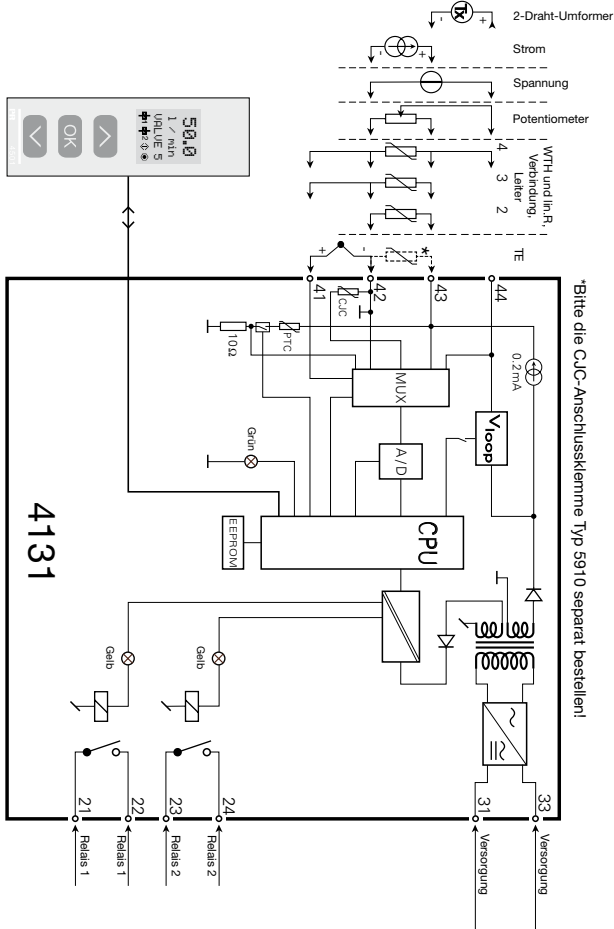 2-Draht-Umformer
Tx
- +
Strom
- +
Spannung
Potentiometer
WTH und lin.R,
Verbindung,
Leiter
4
3
2
TE
+ - *
41
42
43
44
*Bitte die CJC-Anschlussklemme Typ 5910 separat bestellen!
50.0
l / min
VALVE 5
1 2
OK
CJC
PTC
10Ω
0.2mA
MUX
Vloop
A/D
Grün
CPU
EEPROM
4131
Gelb
Gelb
21
22
23
24
31
33
Relais 1
Relais 1
Relais 2
Relais 2
Versorgung
Versorgung